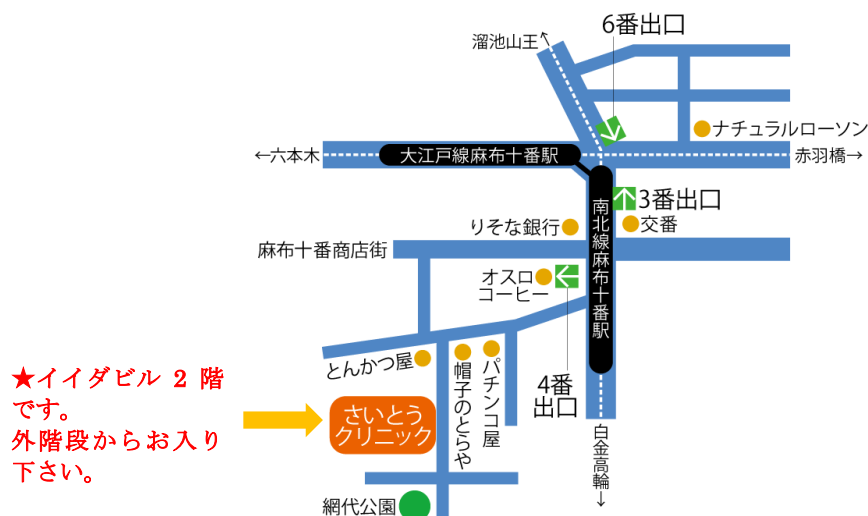 溜池山王↑
6番出口
ナチュラルローソン
←六本木
大江戸線麻布十番駅
赤羽橋→
3番出口
りそな銀行
交番
南北線麻布十番駅
麻布十番商店街
オスロ
コーヒー
とんかつ屋
帽子のとらや
パチンコ屋
4番
出口
★イイダビル 2 階
です。
外階段からお入り
下さい。
さいとう
クリニック
白金高輪↓
網代公園